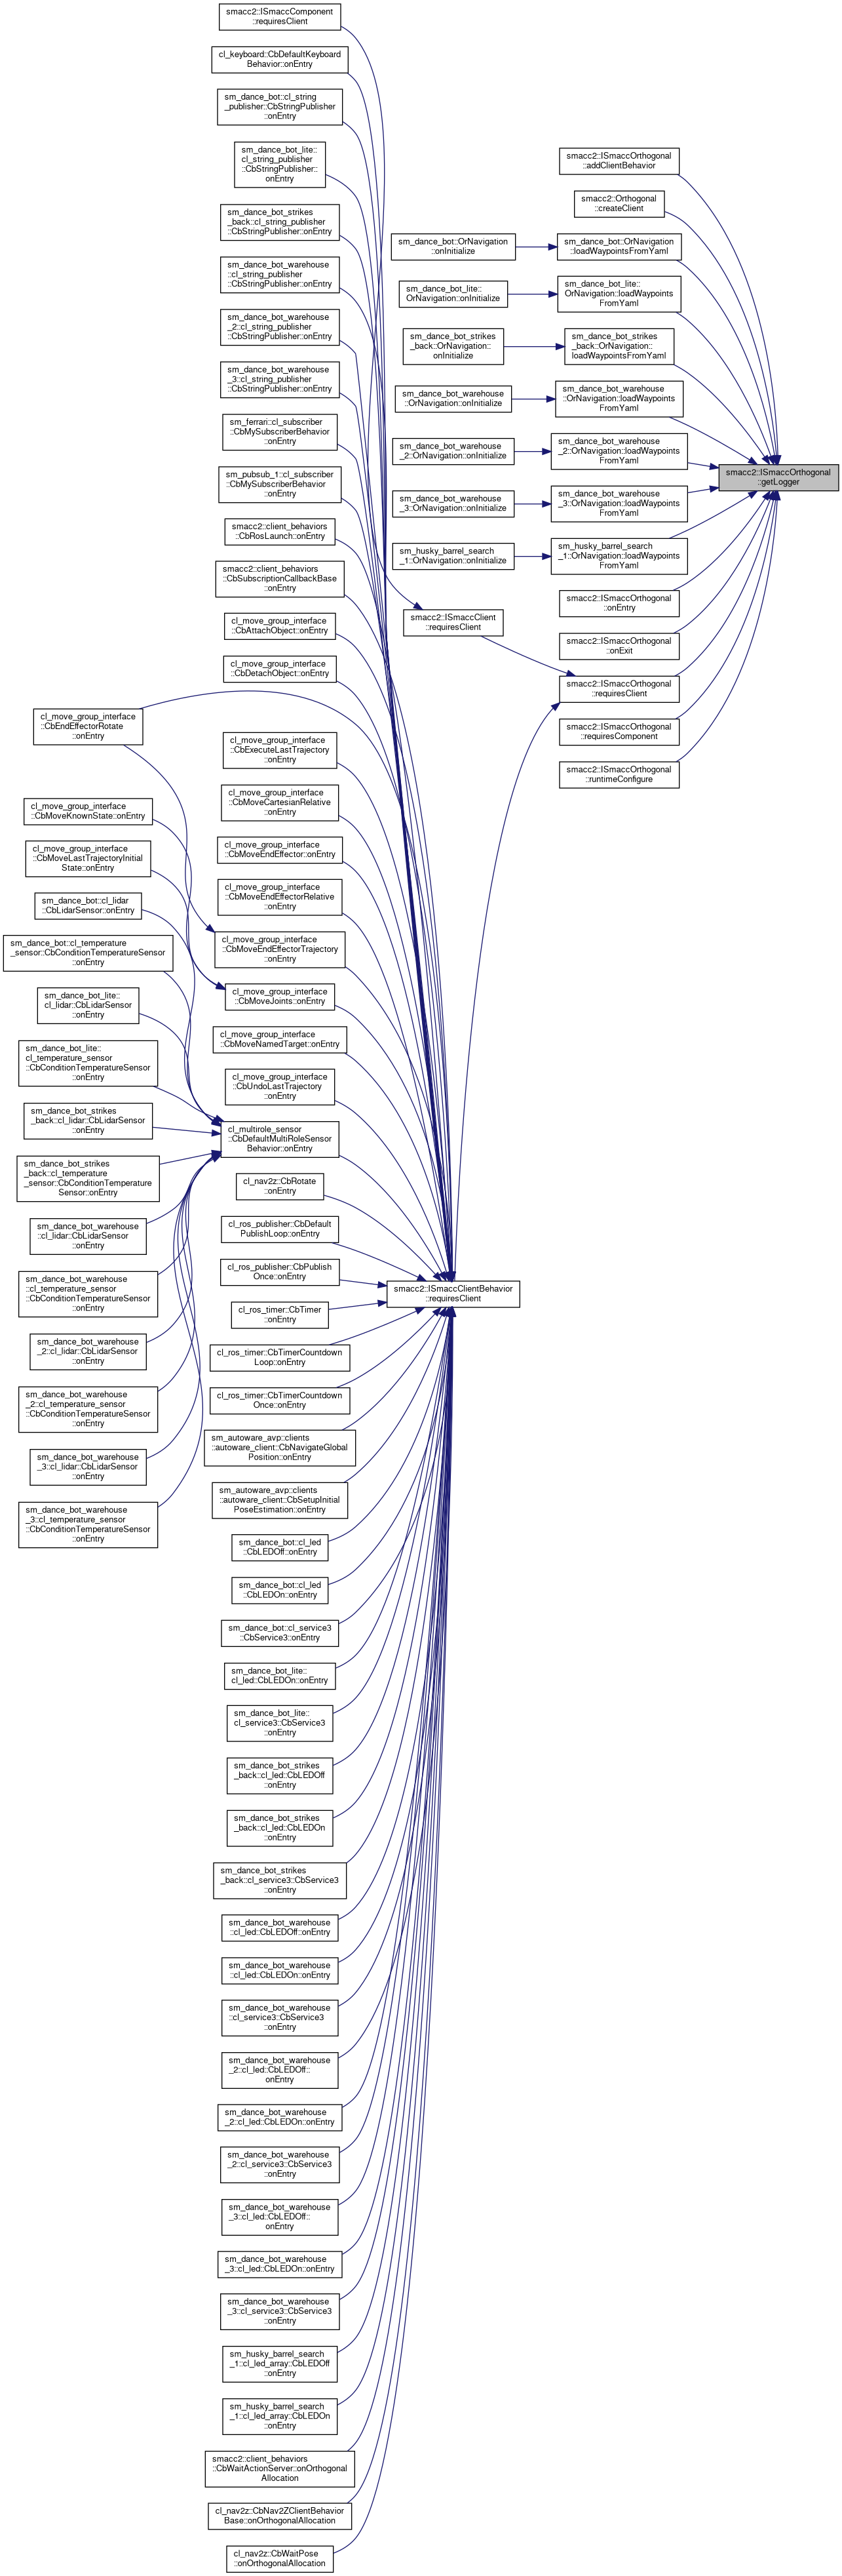 smacc2::ISmaccComponent
::requiresClient
cl_keyboard::CbDefaultKeyboard
Behavior::onEntry
sm_dance_bot::cl_string
_publisher::CbStringPublisher
::onEntry
sm_dance_bot_lite::
cl_string_publisher
::CbStringPublisher::
onEntry
sm_dance_bot_strikes
_back::cl_string_publisher
::CbStringPublisher::onEntry
sm_dance_bot_warehouse
::cl_string_publisher
::CbStringPublisher::onEntry
sm_dance_bot_warehouse
_2::cl_string_publisher
::CbStringPublisher::onEntry
sm_dance_bot_warehouse
_3::cl_string_publisher
::CbStringPublisher::onEntry
sm_ferrari::cl_subscriber
::CbMySubscriberBehavior
::onEntry
sm_pubsub_1::cl_subscriber
::CbMySubscriberBehavior
::onEntry
smacc2::client_behaviors
::CbRosLaunch::onEntry
smacc2::client_behaviors
::CbSubscriptionCallbackBase
::onEntry
cl_move_group_interface
::CbAttachObject::onEntry
cl_move_group_interface
::CbDetachObject::onEntry
cl_move_group_interface
::CbExecuteLastTrajectory
::onEntry
cl_move_group_interface
::CbMoveCartesianRelative
::onEntry
cl_move_group_interface
::CbMoveEndEffector::onEntry
cl_move_group_interface
::CbMoveEndEffectorRelative
::onEntry
cl_move_group_interface
::CbMoveEndEffectorTrajectory
::onEntry
cl_move_group_interface
::CbMoveJoints::onEntry
cl_move_group_interface
::CbMoveNamedTarget::onEntry
cl_move_group_interface
::CbUndoLastTrajectory
::onEntry
cl_multirole_sensor
::CbDefaultMultiRoleSensor
Behavior::onEntry
cl_nav2z::CbRotate
::onEntry
cl_ros_publisher::CbDefault
PublishLoop::onEntry
cl_ros_publisher::CbPublish
Once::onEntry
cl_ros_timer::CbTimer
::onEntry
cl_ros_timer::CbTimerCountdown
Loop::onEntry
cl_ros_timer::CbTimerCountdown
Once::onEntry
sm_autoware_avp::clients
::autoware_client::CbNavigateGlobal
Position::onEntry
sm_autoware_avp::clients
::autoware_client::CbSetupInitial
PoseEstimation::onEntry
sm_dance_bot::cl_led
::CbLEDOff::onEntry
sm_dance_bot::cl_led
::CbLEDOn::onEntry
sm_dance_bot::cl_service3
::CbService3::onEntry
sm_dance_bot_lite::
cl_led::CbLEDOn::onEntry
sm_dance_bot_lite::
cl_service3::CbService3
::onEntry
sm_dance_bot_strikes
_back::cl_led::CbLEDOff
::onEntry
sm_dance_bot_strikes
_back::cl_led::CbLEDOn
::onEntry
sm_dance_bot_strikes
_back::cl_service3::CbService3
::onEntry
sm_dance_bot_warehouse
::cl_led::CbLEDOff::onEntry
sm_dance_bot_warehouse
::cl_led::CbLEDOn::onEntry
sm_dance_bot_warehouse
::cl_service3::CbService3
::onEntry
sm_dance_bot_warehouse
_2::cl_led::CbLEDOff::
onEntry
sm_dance_bot_warehouse
_2::cl_led::CbLEDOn::onEntry
sm_dance_bot_warehouse
_2::cl_service3::CbService3
::onEntry
sm_dance_bot_warehouse
_3::cl_led::CbLEDOff::
onEntry
sm_dance_bot_warehouse
_3::cl_led::CbLEDOn::onEntry
sm_dance_bot_warehouse
_3::cl_service3::CbService3
::onEntry
sm_husky_barrel_search
_1::cl_led_array::CbLEDOff
::onEntry
sm_husky_barrel_search
_1::cl_led_array::CbLEDOn
::onEntry
smacc2::client_behaviors
::CbWaitActionServer::onOrthogonal
Allocation
cl_nav2z::CbNav2ZClientBehavior
Base::onOrthogonalAllocation
cl_nav2z::CbWaitPose
::onOrthogonalAllocation
cl_move_group_interface
::CbEndEffectorRotate
::onEntry
cl_move_group_interface
::CbMoveKnownState::onEntry
cl_move_group_interface
::CbMoveLastTrajectoryInitial
State::onEntry
sm_dance_bot::cl_lidar
::CbLidarSensor::onEntry
sm_dance_bot::cl_temperature
_sensor::CbConditionTemperatureSensor
::onEntry
sm_dance_bot_lite::
cl_lidar::CbLidarSensor
::onEntry
sm_dance_bot_lite::
cl_temperature_sensor
::CbConditionTemperatureSensor
::onEntry
sm_dance_bot_strikes
_back::cl_lidar::CbLidarSensor
::onEntry
sm_dance_bot_strikes
_back::cl_temperature
_sensor::CbConditionTemperature
Sensor::onEntry
sm_dance_bot_warehouse
::cl_lidar::CbLidarSensor
::onEntry
sm_dance_bot_warehouse
::cl_temperature_sensor
::CbConditionTemperatureSensor
::onEntry
sm_dance_bot_warehouse
_2::cl_lidar::CbLidarSensor
::onEntry
sm_dance_bot_warehouse
_2::cl_temperature_sensor
::CbConditionTemperatureSensor
::onEntry
sm_dance_bot_warehouse
_3::cl_lidar::CbLidarSensor
::onEntry
sm_dance_bot_warehouse
_3::cl_temperature_sensor
::CbConditionTemperatureSensor
::onEntry
sm_dance_bot::OrNavigation
::onInitialize
sm_dance_bot_lite::
OrNavigation::onInitialize
sm_dance_bot_strikes
_back::OrNavigation::
onInitialize
sm_dance_bot_warehouse
::OrNavigation::onInitialize
sm_dance_bot_warehouse
_2::OrNavigation::onInitialize
sm_dance_bot_warehouse
_3::OrNavigation::onInitialize
sm_husky_barrel_search
_1::OrNavigation::onInitialize
smacc2::ISmaccClient
::requiresClient
smacc2::ISmaccClientBehavior
::requiresClient
smacc2::ISmaccOrthogonal
::addClientBehavior
smacc2::Orthogonal
::createClient
sm_dance_bot::OrNavigation
::loadWaypointsFromYaml
sm_dance_bot_lite::
OrNavigation::loadWaypoints
FromYaml
sm_dance_bot_strikes
_back::OrNavigation::
loadWaypointsFromYaml
sm_dance_bot_warehouse
::OrNavigation::loadWaypoints
FromYaml
sm_dance_bot_warehouse
_2::OrNavigation::loadWaypoints
FromYaml
sm_dance_bot_warehouse
_3::OrNavigation::loadWaypoints
FromYaml
sm_husky_barrel_search
_1::OrNavigation::loadWaypoints
FromYaml
smacc2::ISmaccOrthogonal
::onEntry
smacc2::ISmaccOrthogonal
::onExit
smacc2::ISmaccOrthogonal
::requiresClient
smacc2::ISmaccOrthogonal
::requiresComponent
smacc2::ISmaccOrthogonal
::runtimeConfigure
smacc2::ISmaccOrthogonal
::getLogger